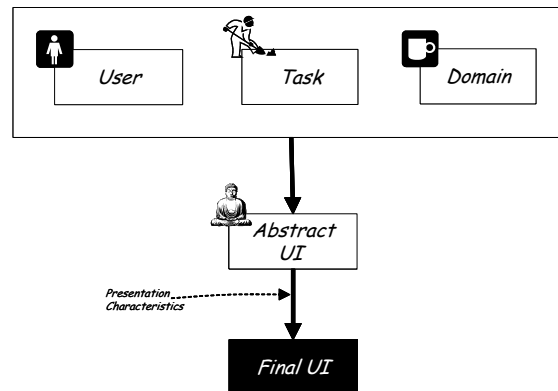 User
Task
Domain
Abstract
UI
Presentation
Characteristics
Final UI